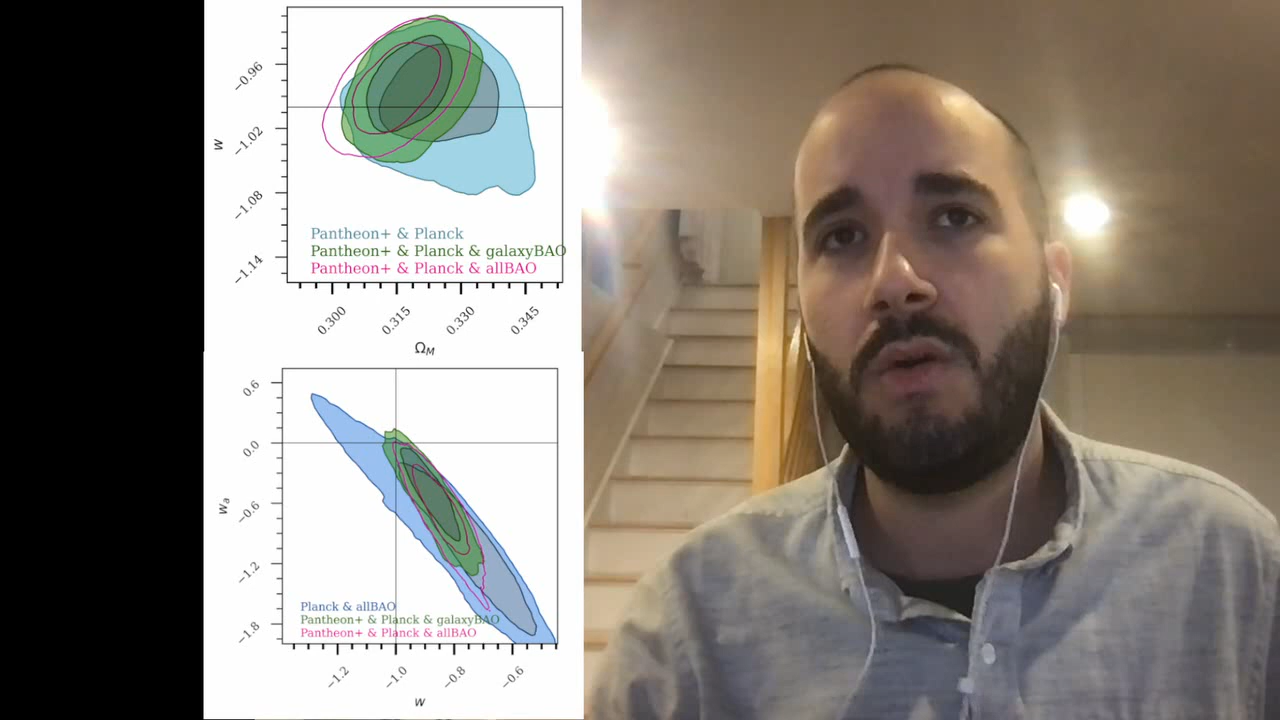 −0.96
−1.02
−1.08
−1.14
w
Pantheon+ & Planck
Pantheon+ & Planck & galaxyBAO
Pantheon+ & Planck & allBAO
0.300
0.315
0.330
0.345
Ω_M
0.6
0.0
−0.6
−1.2
−1.8
w_a
Planck & allBAO
Pantheon+ & Planck & galaxyBAO
Pantheon+ & Planck & allBAO
−1.2
−1.0
−0.8
−0.6
w